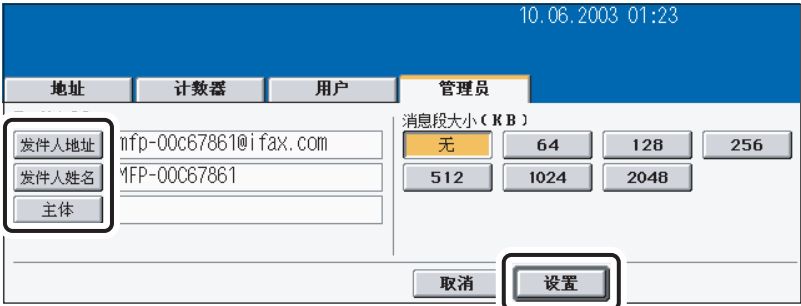 10.06.2003 01:23
地址 计数器 用户 管理员
消息段大小(KB)
发件人地址 mfp-00c67861@ifax.com 无 64 128 256
发件人姓名 MFP-00C67861 512 1024 2048
主体
取消 设置